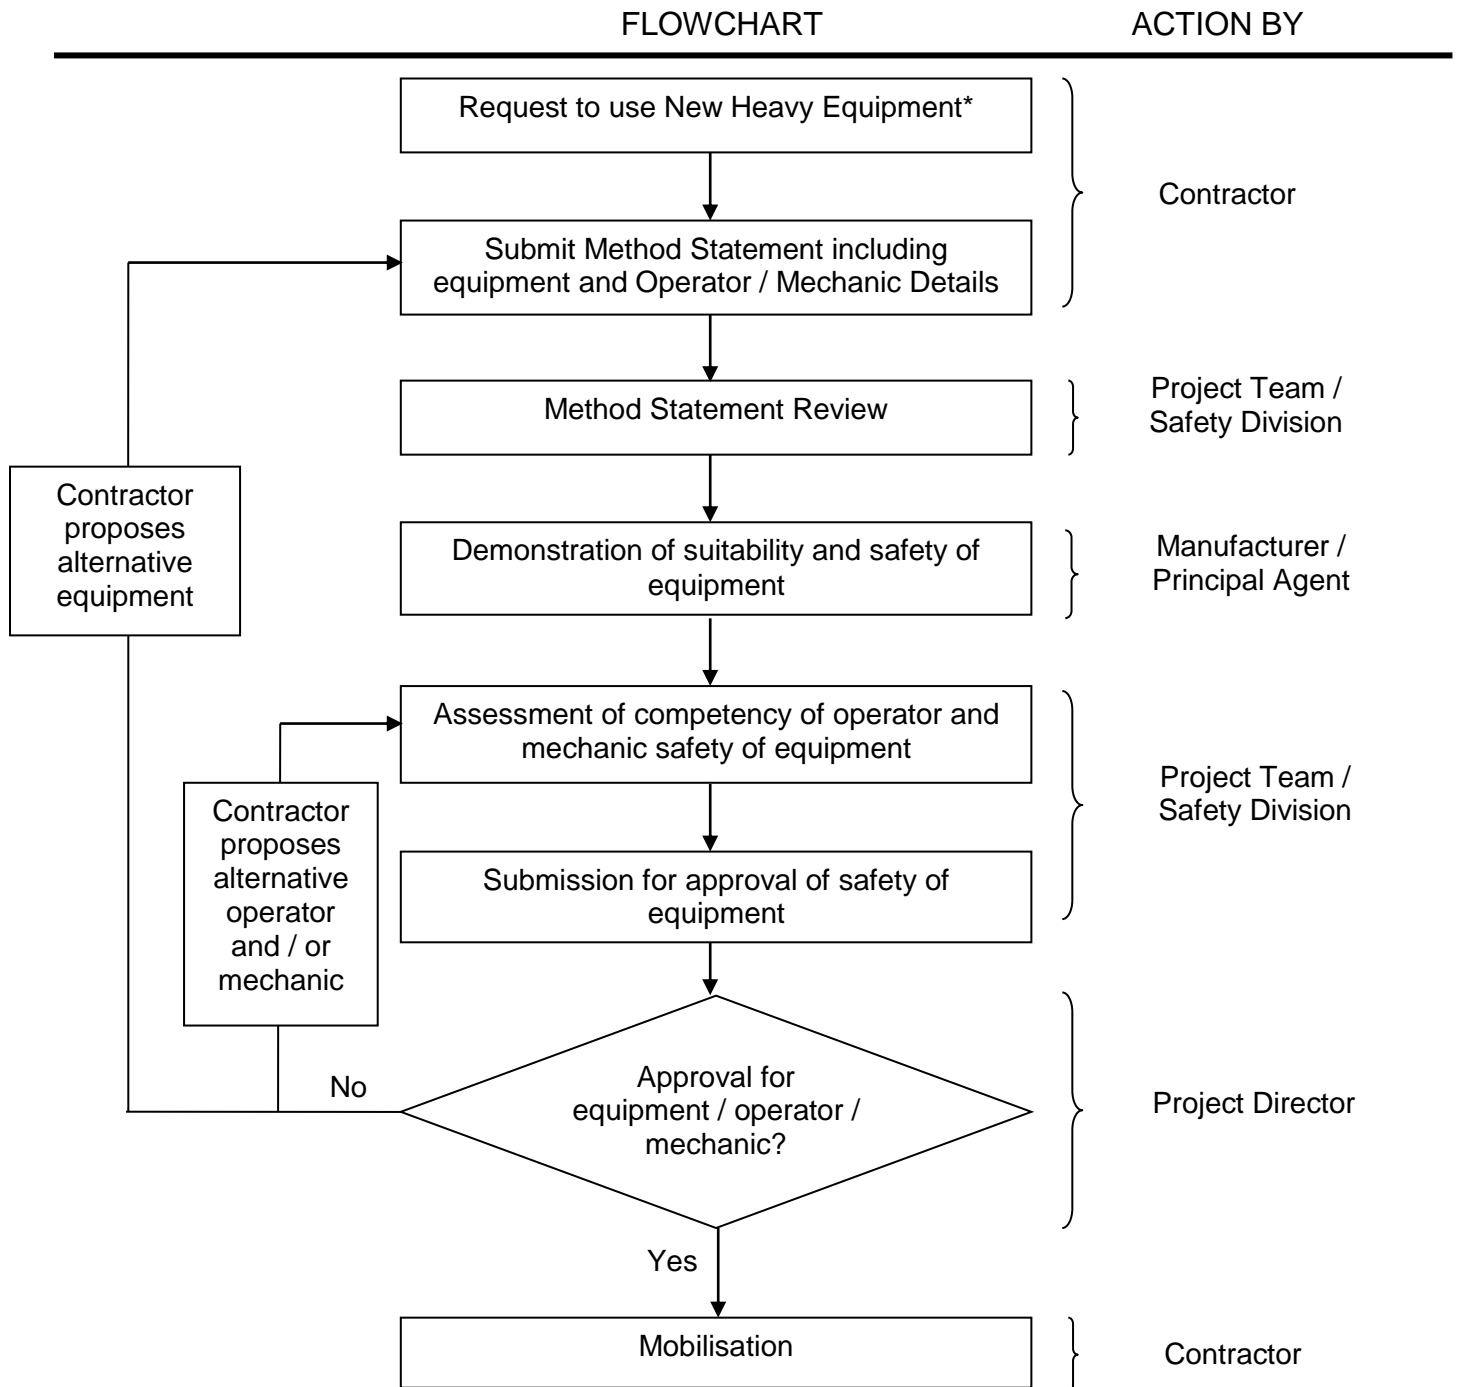 FLOWCHART
ACTION BY
Request to use New Heavy Equipment*
Contractor
Submit Method Statement including
equipment and Operator / Mechanic Details
Method Statement Review
Project Team /
Safety Division
Contractor
proposes
alternative
equipment
Demonstration of suitability and safety of
equipment
Manufacturer /
Principal Agent
Assessment of competency of operator and
mechanic safety of equipment
Project Team /
Safety Division
Contractor
proposes
alternative
operator
and / or
mechanic
Submission for approval of safety of
equipment
No
Approval for
equipment / operator /
mechanic?
Project Director
Yes
Mobilisation
Contractor